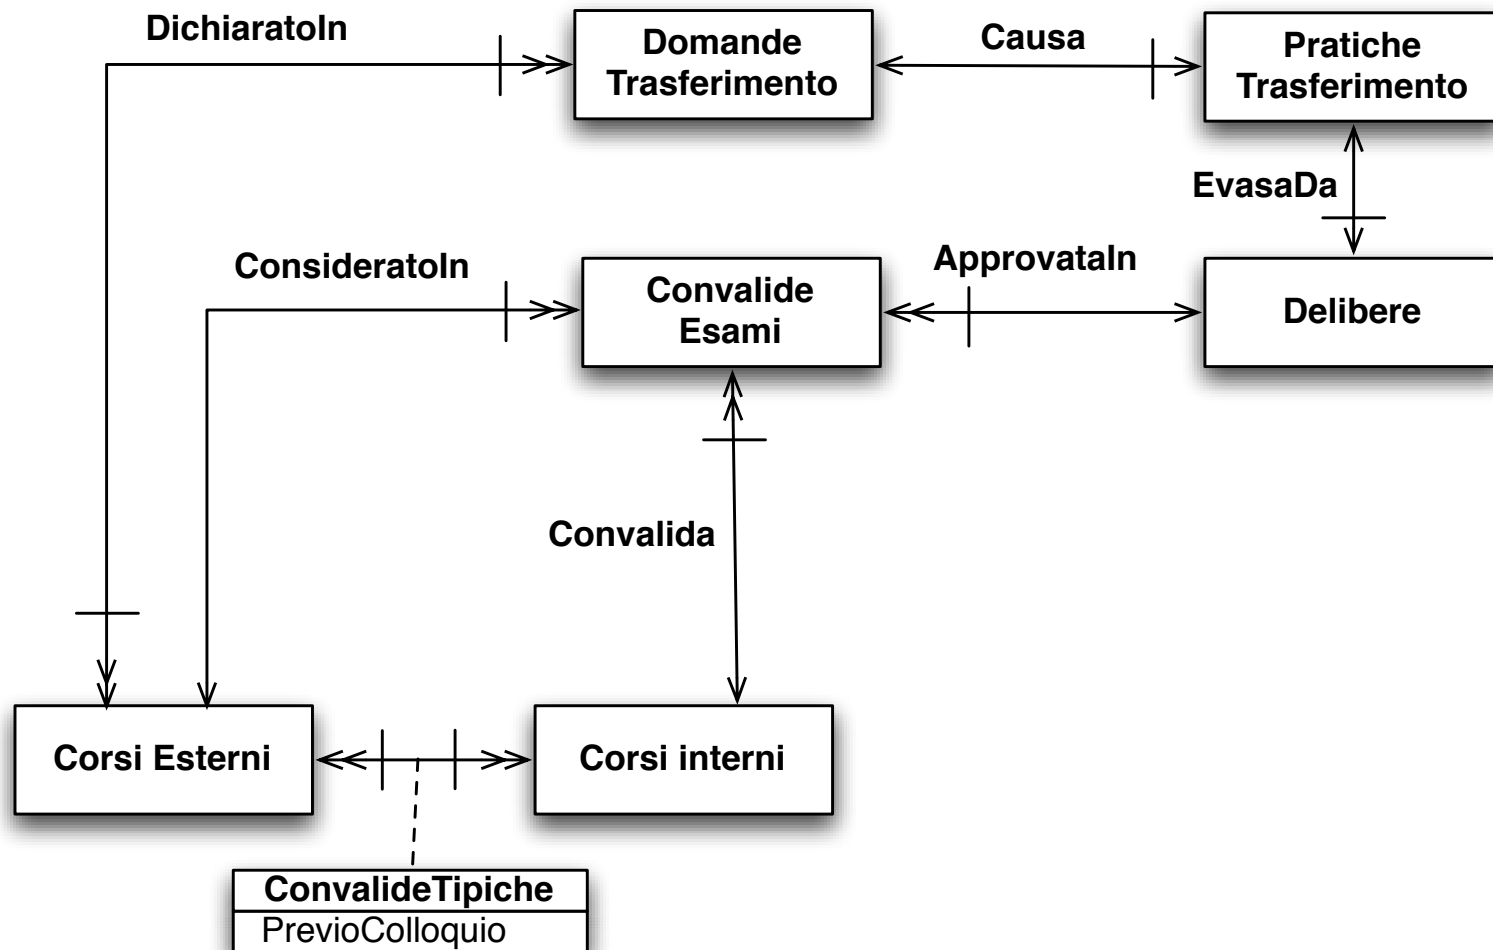 DichiaratoIn
Domande
Trasferimento
Causa
Pratiche
Trasferimento
EvasaDa
ConsideratoIn
Convalide
Esami
ApprovataIn
Delibere
Convalida
Corsi Esterni
Corsi interni
ConvalideTipiche
PrevioColloquio